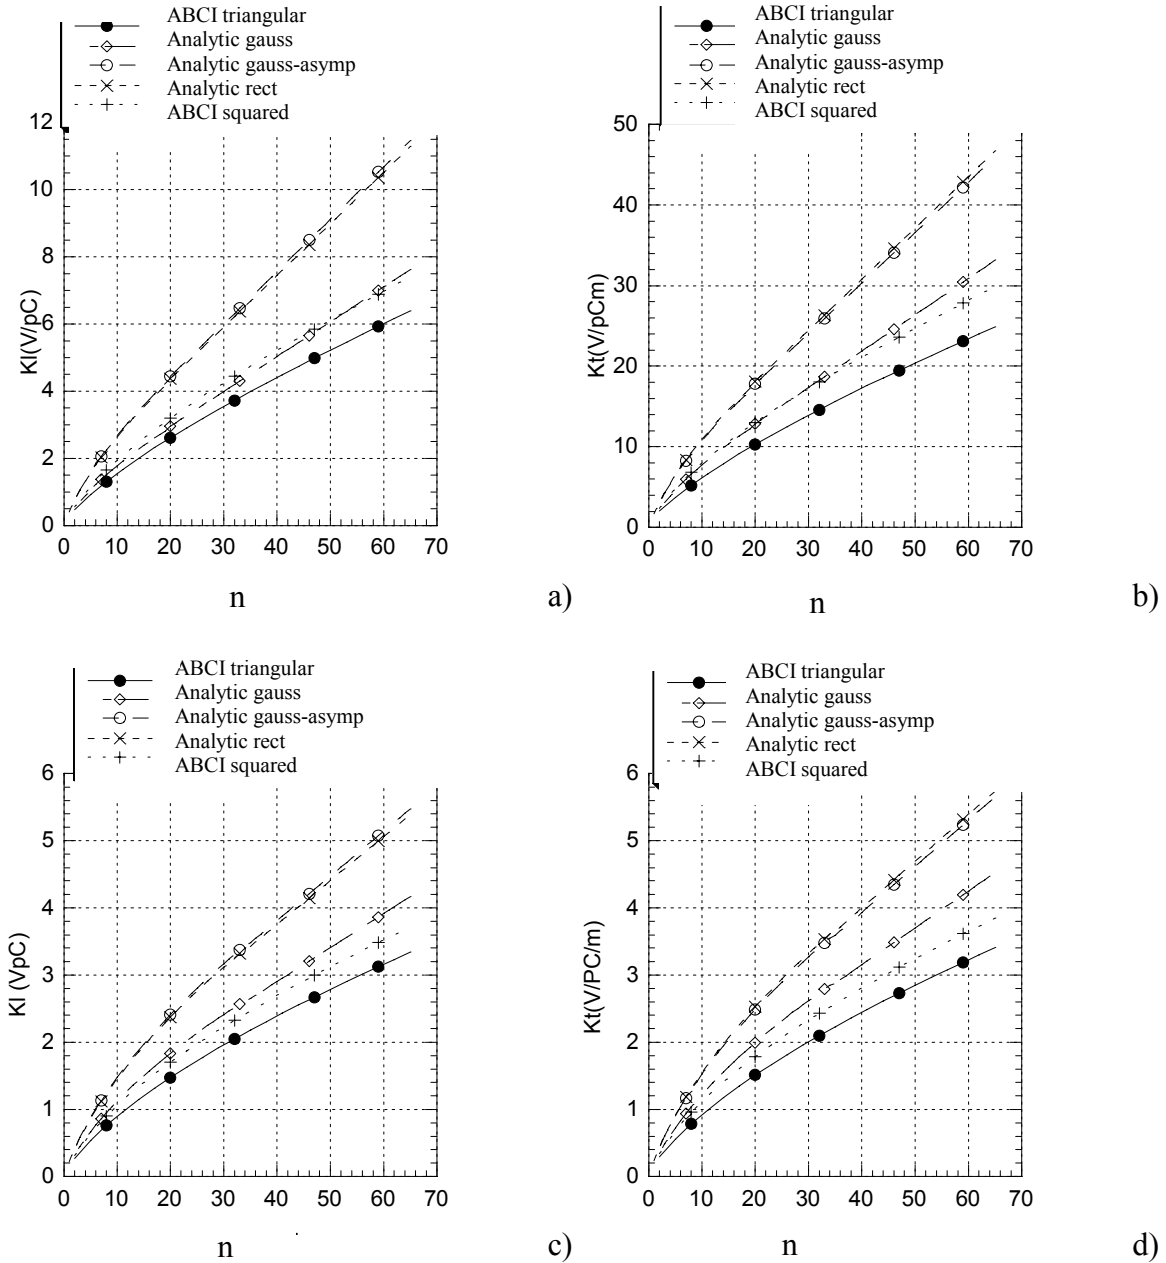 ABCI triangular
Analytic gauss
Analytic gauss-asymp
Analytic rect
ABCI squared
12
10
8
6
4
2
0
Kl(V/pC)
0 10 20 30 40 50 60 70
n
a)
ABCI triangular
Analytic gauss
Analytic gauss-asymp
Analytic rect
ABCI squared
50
40
30
20
10
0
Kt(V/pCm)
0 10 20 30 40 50 60 70
n
b)
ABCI triangular
Analytic gauss
Analytic gauss-asymp
Analytic rect
ABCI squared
6
5
4
3
2
1
0
Kl (VpC)
0 10 20 30 40 50 60 70
n
c)
ABCI triangular
Analytic gauss
Analytic gauss-asymp
Analytic rect
ABCI squared
6
5
4
3
2
1
0
Kt(V/PC/m)
0 10 20 30 40 50 60 70
n
d)